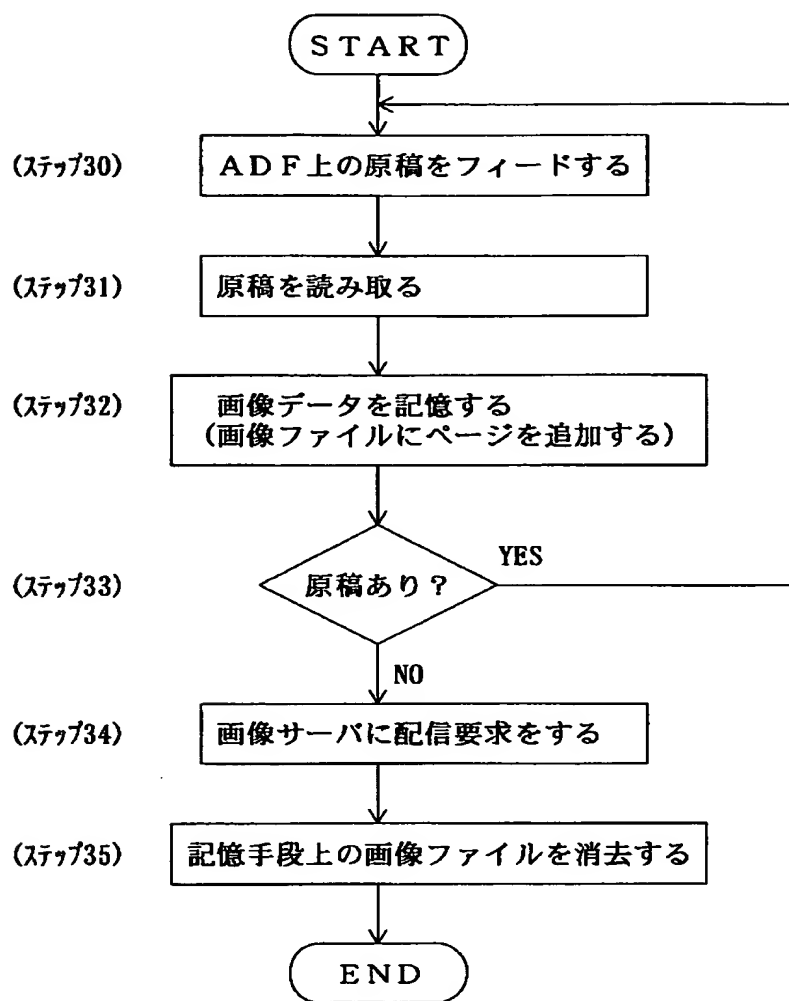 START
(ステップ30)
ADF上の原稿をフィードする
(ステップ31)
原稿を読み取る
(ステップ32)
画像データを記憶する
(画像ファイルにページを追加する)
(ステップ33)
原稿あり?
YES
NO
(ステップ34)
画像サーバに配信要求をする
(ステップ35)
記憶手段上の画像ファイルを消去する
END